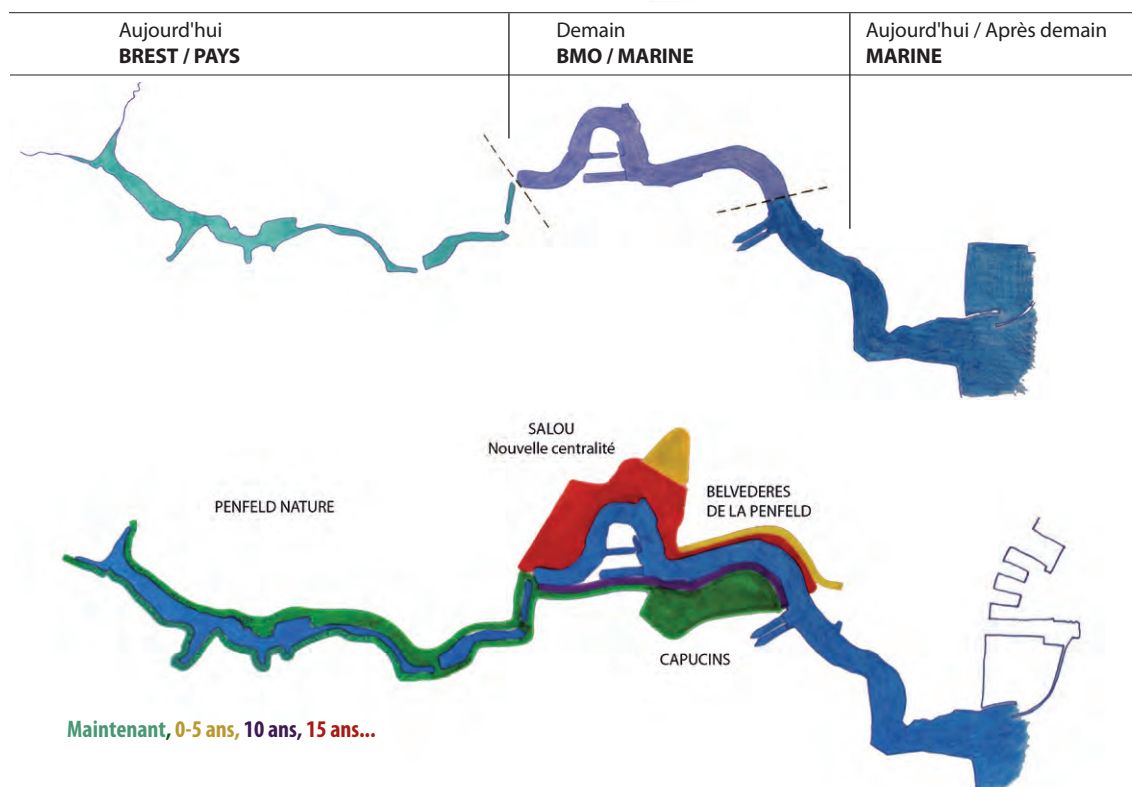 Aujourd'hui
BREST / PAYS
Demain
BMO / MARINE
Aujourd'hui / Après demain
MARINE
SALOU
Nouvelle centralité
PENFELD NATURE
BELVEDERES
DE LA PENFELD
CAPUCINS
Maintenant, 0-5 ans, 10 ans, 15 ans...